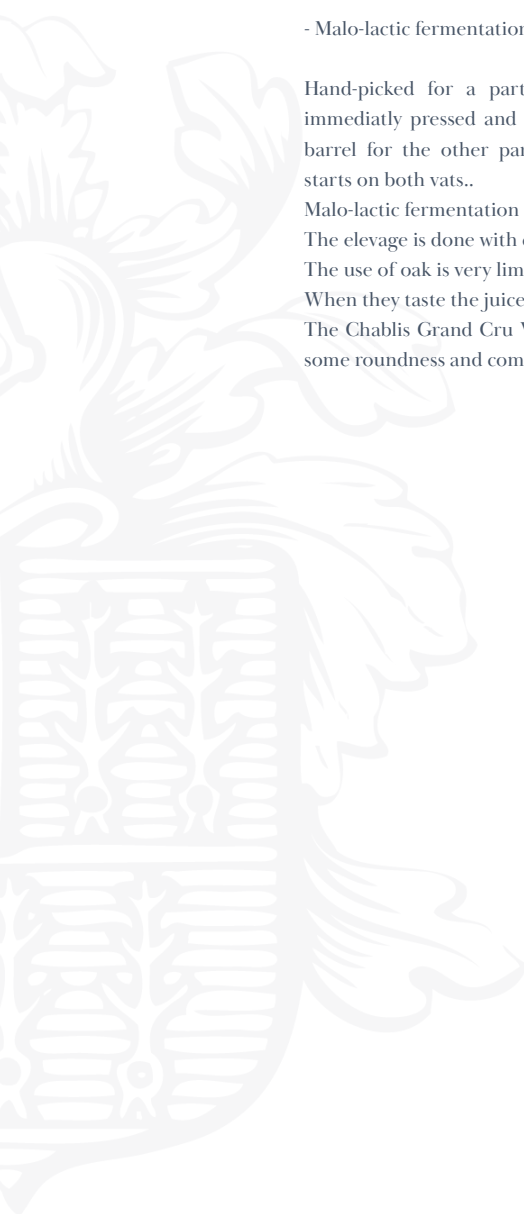 - Malo-lactic fermentation
Hand-picked for a part
immediatly pressed and
barrel for the other par
starts on both vats..
Malo-lactic fermentation
The elevage is done with
The use of oak is very lim
When they taste the juice
The Chablis Grand Cru
some roundness and com